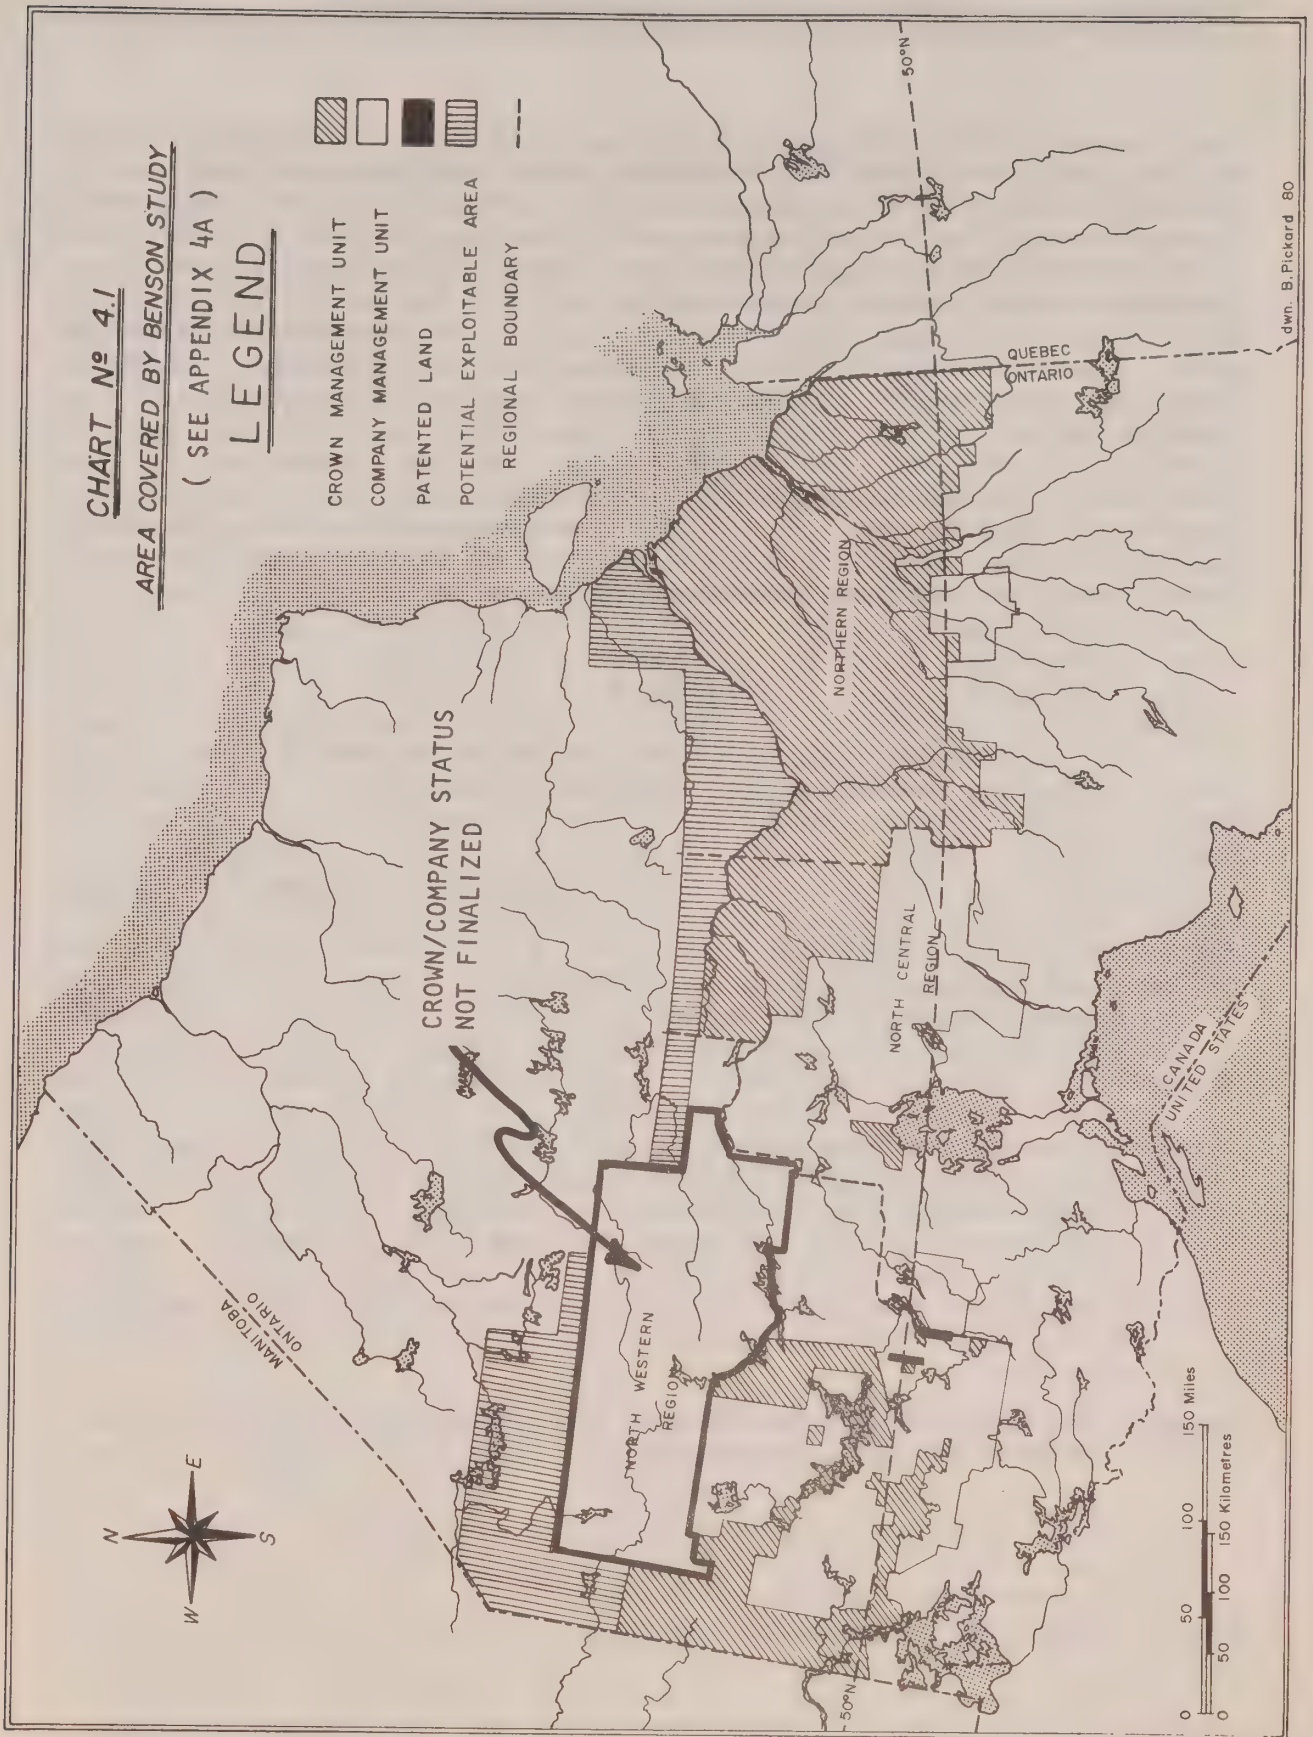 CHART Nº 4.1
AREA COVERED BY BENSON STUDY
( SEE APPENDIX 4A )
LEGEND
CROWN MANAGEMENT UNIT
COMPANY MANAGEMENT UNIT
PATENTED LAND
POTENTIAL EXPLOITABLE AREA
REGIONAL BOUNDARY
CROWN/COMPANY STATUS
NOT FINALIZED
MANITOBA
ONTARIO
N
W
E
S
NORTH WESTERN
REGION
NORTH CENTRAL
REGION
NORTHERN REGION
QUEBEC
ONTARIO
50°N
50°N
CANADA
UNITED STATES
0 50 100 150 Miles
0 50 100 150 Kilometres
dwn. B. Pickard 80